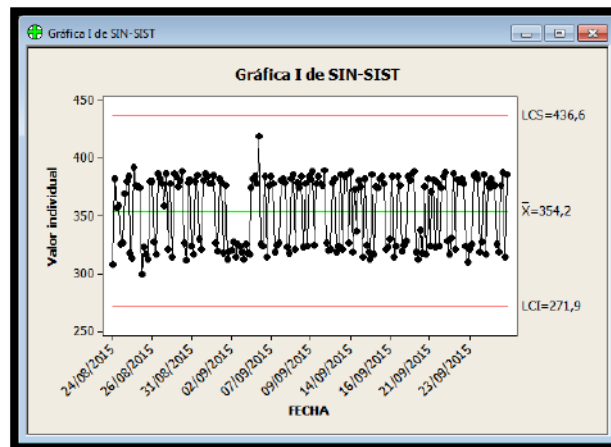 Gráfica I de SIN-SIST
Gráfica I de SIN-SIST
450
400
350
300
250
Valor individual
LCS=436,6
X̄=354,2
LCI=271,9
24/08/2015
26/08/2015
31/08/2015
02/09/2015
07/09/2015
09/09/2015
14/09/2015
16/09/2015
21/09/2015
23/09/2015
FECHA